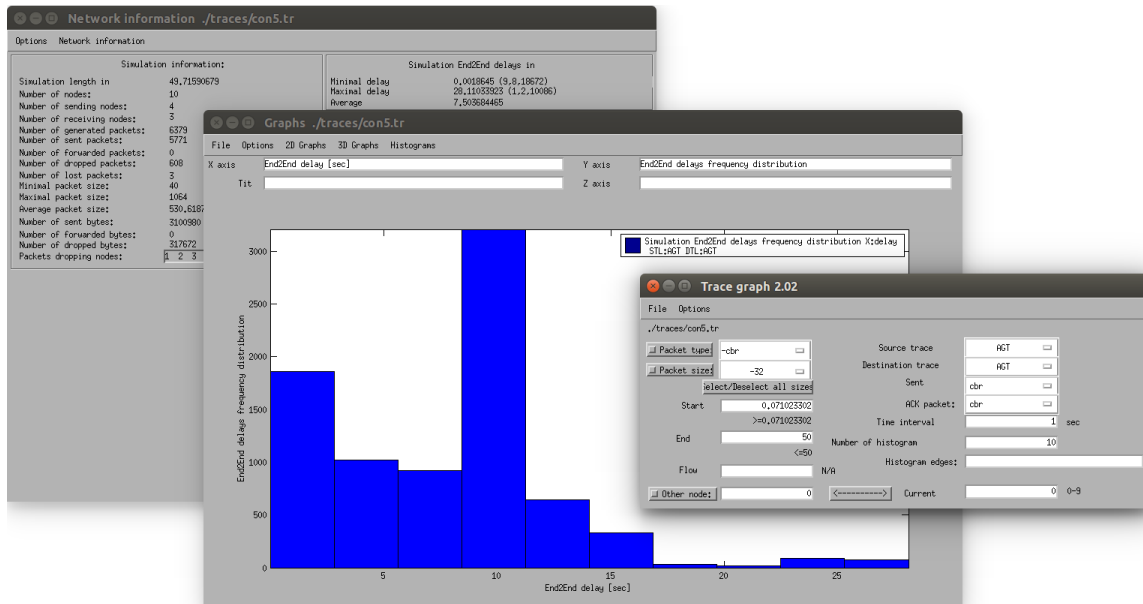 Network information ./traces/con5.tr
Options Network information
Simulation information:
Simulation length in 49.71590679
Number of nodes: 10
Number of sending nodes: 4
Number of receiving nodes: 3
Number of generated packets: 6379
Number of sent packets: 5771
Number of forwarded packets: 0
Number of dropped packets: 608
Number of lost packets: 3
Minimal packet size: 40
Maximal packet size: 1064
Average packet size: 530.6187
Number of sent bytes: 3100980
Number of forwarded bytes: 0
Number of dropped bytes: 317672
Packets dropping nodes: 1 2 3
Simulation End2End delays in
Minimal delay 0.0018645 (9,8,18672)
Maximal delay 28.11033923 (1,2,10086)
Average 7.503684465
Graphs ./traces/con5.tr
File Options 2D Graphs 3D Graphs Histograms
X axis End2End delay [sec] Y axis End2End delays frequency distribution
Tit Z axis
Simulation End2End delays frequency distribution X:delay
STL:AGT DTL:AGT
End2End delays frequency distribution
3000
2500
2000
1500
1000
500
0
5 10 15 20 25
End2End delay [sec]
Trace graph 2.02
File Options
./traces/con5.tr
Packet type: -cbr
Packet size: -32
elect/Deselect all sizes
Start 0.071023302
>=0.071023302
End 50
<=50
Flow N/A
Other node: 0
Source trace AGT
Destination trace AGT
Sent cbr
ACK packet: cbr
Time interval 1 sec
Number of histogram 10
Histogram edges:
<---------->
Current 0 0-9